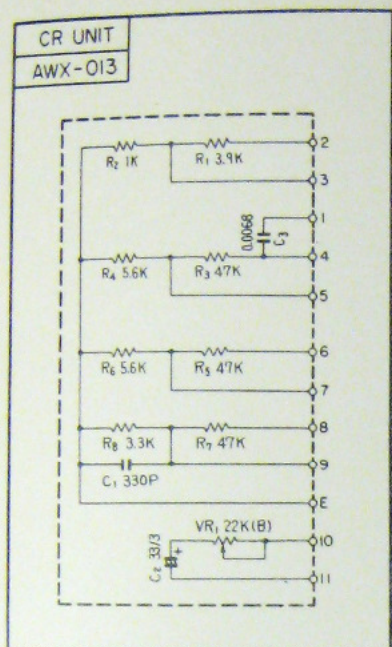 CR UNIT
AWX-013
R2 1K
R1 3.9K
2
3
1
0.0068
C3
R4 5.6K
R3 47K
4
5
R6 5.6K
R5 47K
6
7
R8 3.3K
R7 47K
8
9
C1 330P
E
VR1 22K(B)
10
C2 33/3
+
11